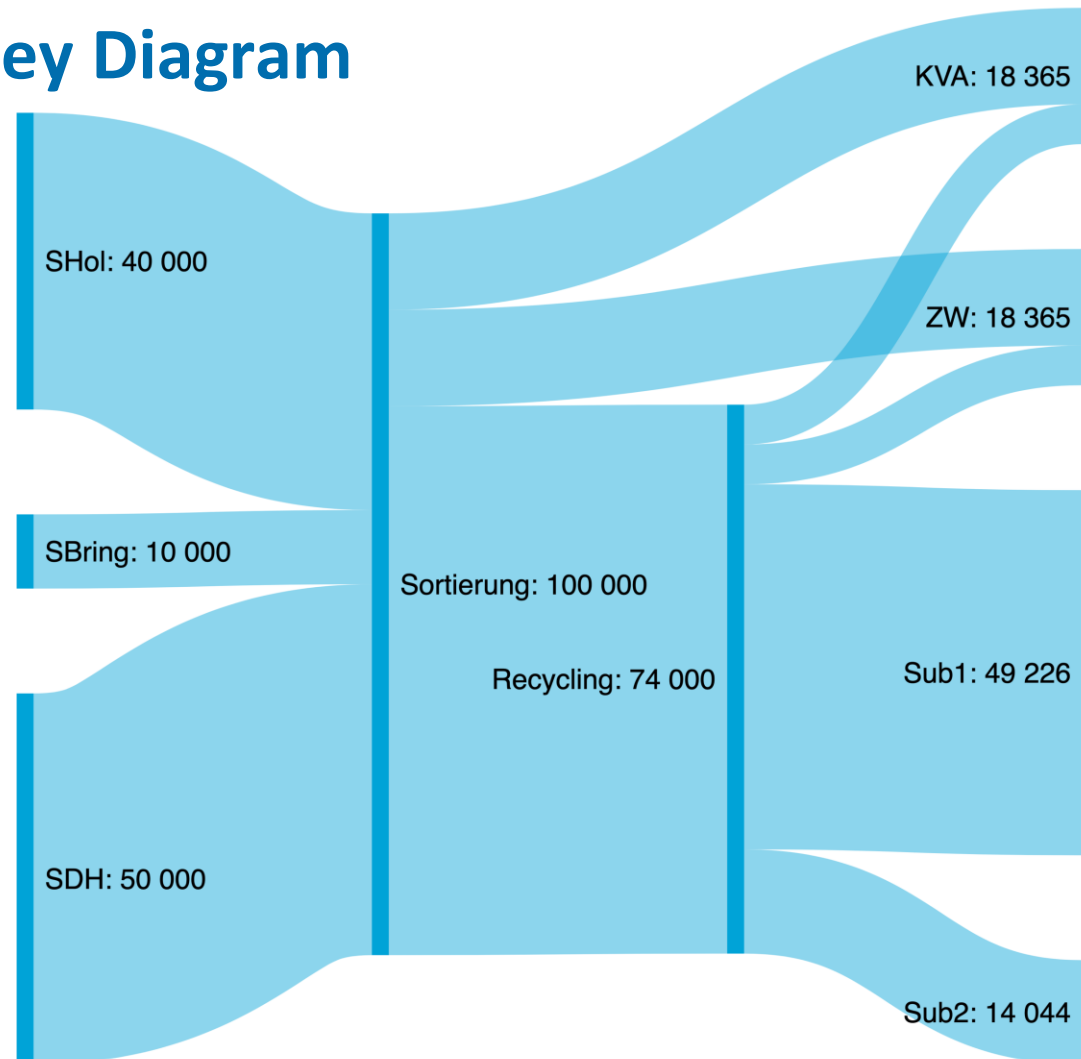 ey Diagram
KVA: 18 365
SHol: 40 000
ZW: 18 365
SBring: 10 000
Sortierung: 100 000
Recycling: 74 000
Sub1: 49 226
SDH: 50 000
Sub2: 14 044